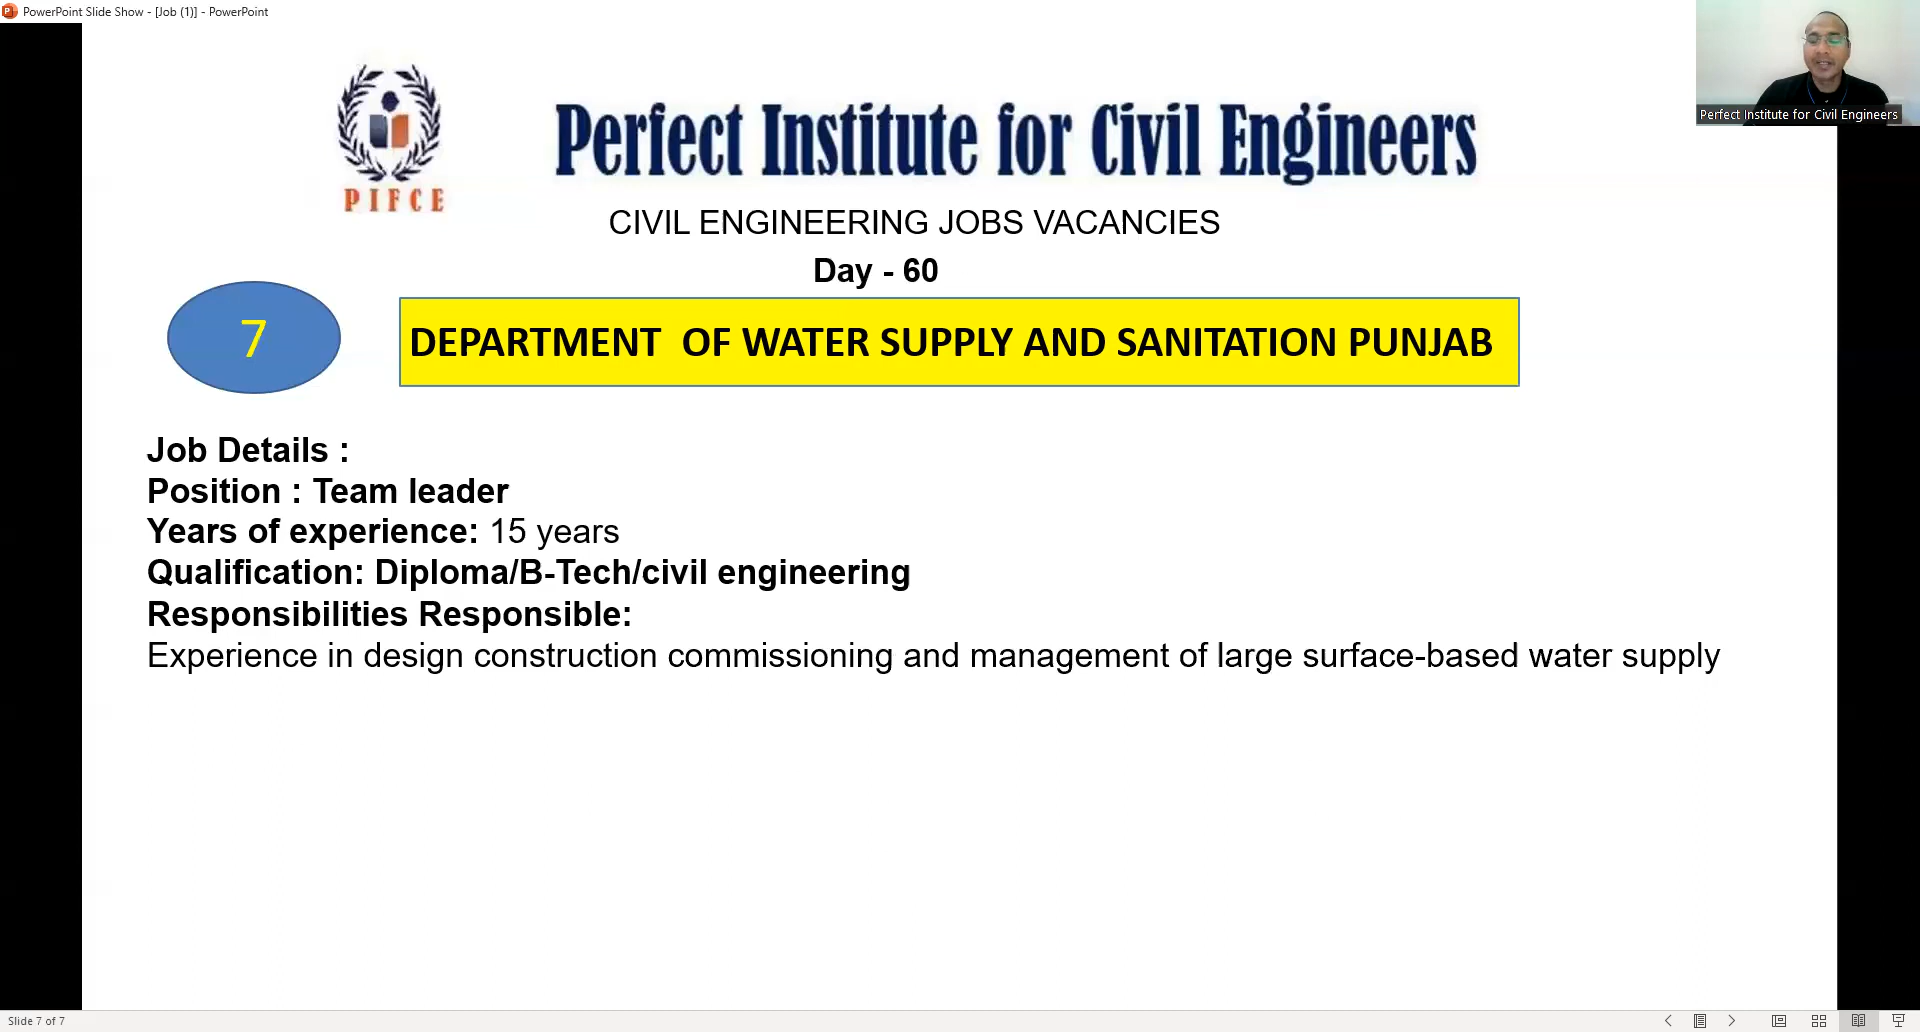 PowerPoint Slide Show - [Job (1)] - PowerPoint
Perfect Institute for Civil Engineers
PIFCE
Perfect Institute for Civil Engineers
CIVIL ENGINEERING JOBS VACANCIES
Day - 60
7
DEPARTMENT OF WATER SUPPLY AND SANITATION PUNJAB
Job Details :
Position : Team leader
Years of experience: 15 years
Qualification: Diploma/B-Tech/civil engineering
Responsibilities Responsible:
Experience in design construction commissioning and management of large surface-based water supply
Slide 7 of 7